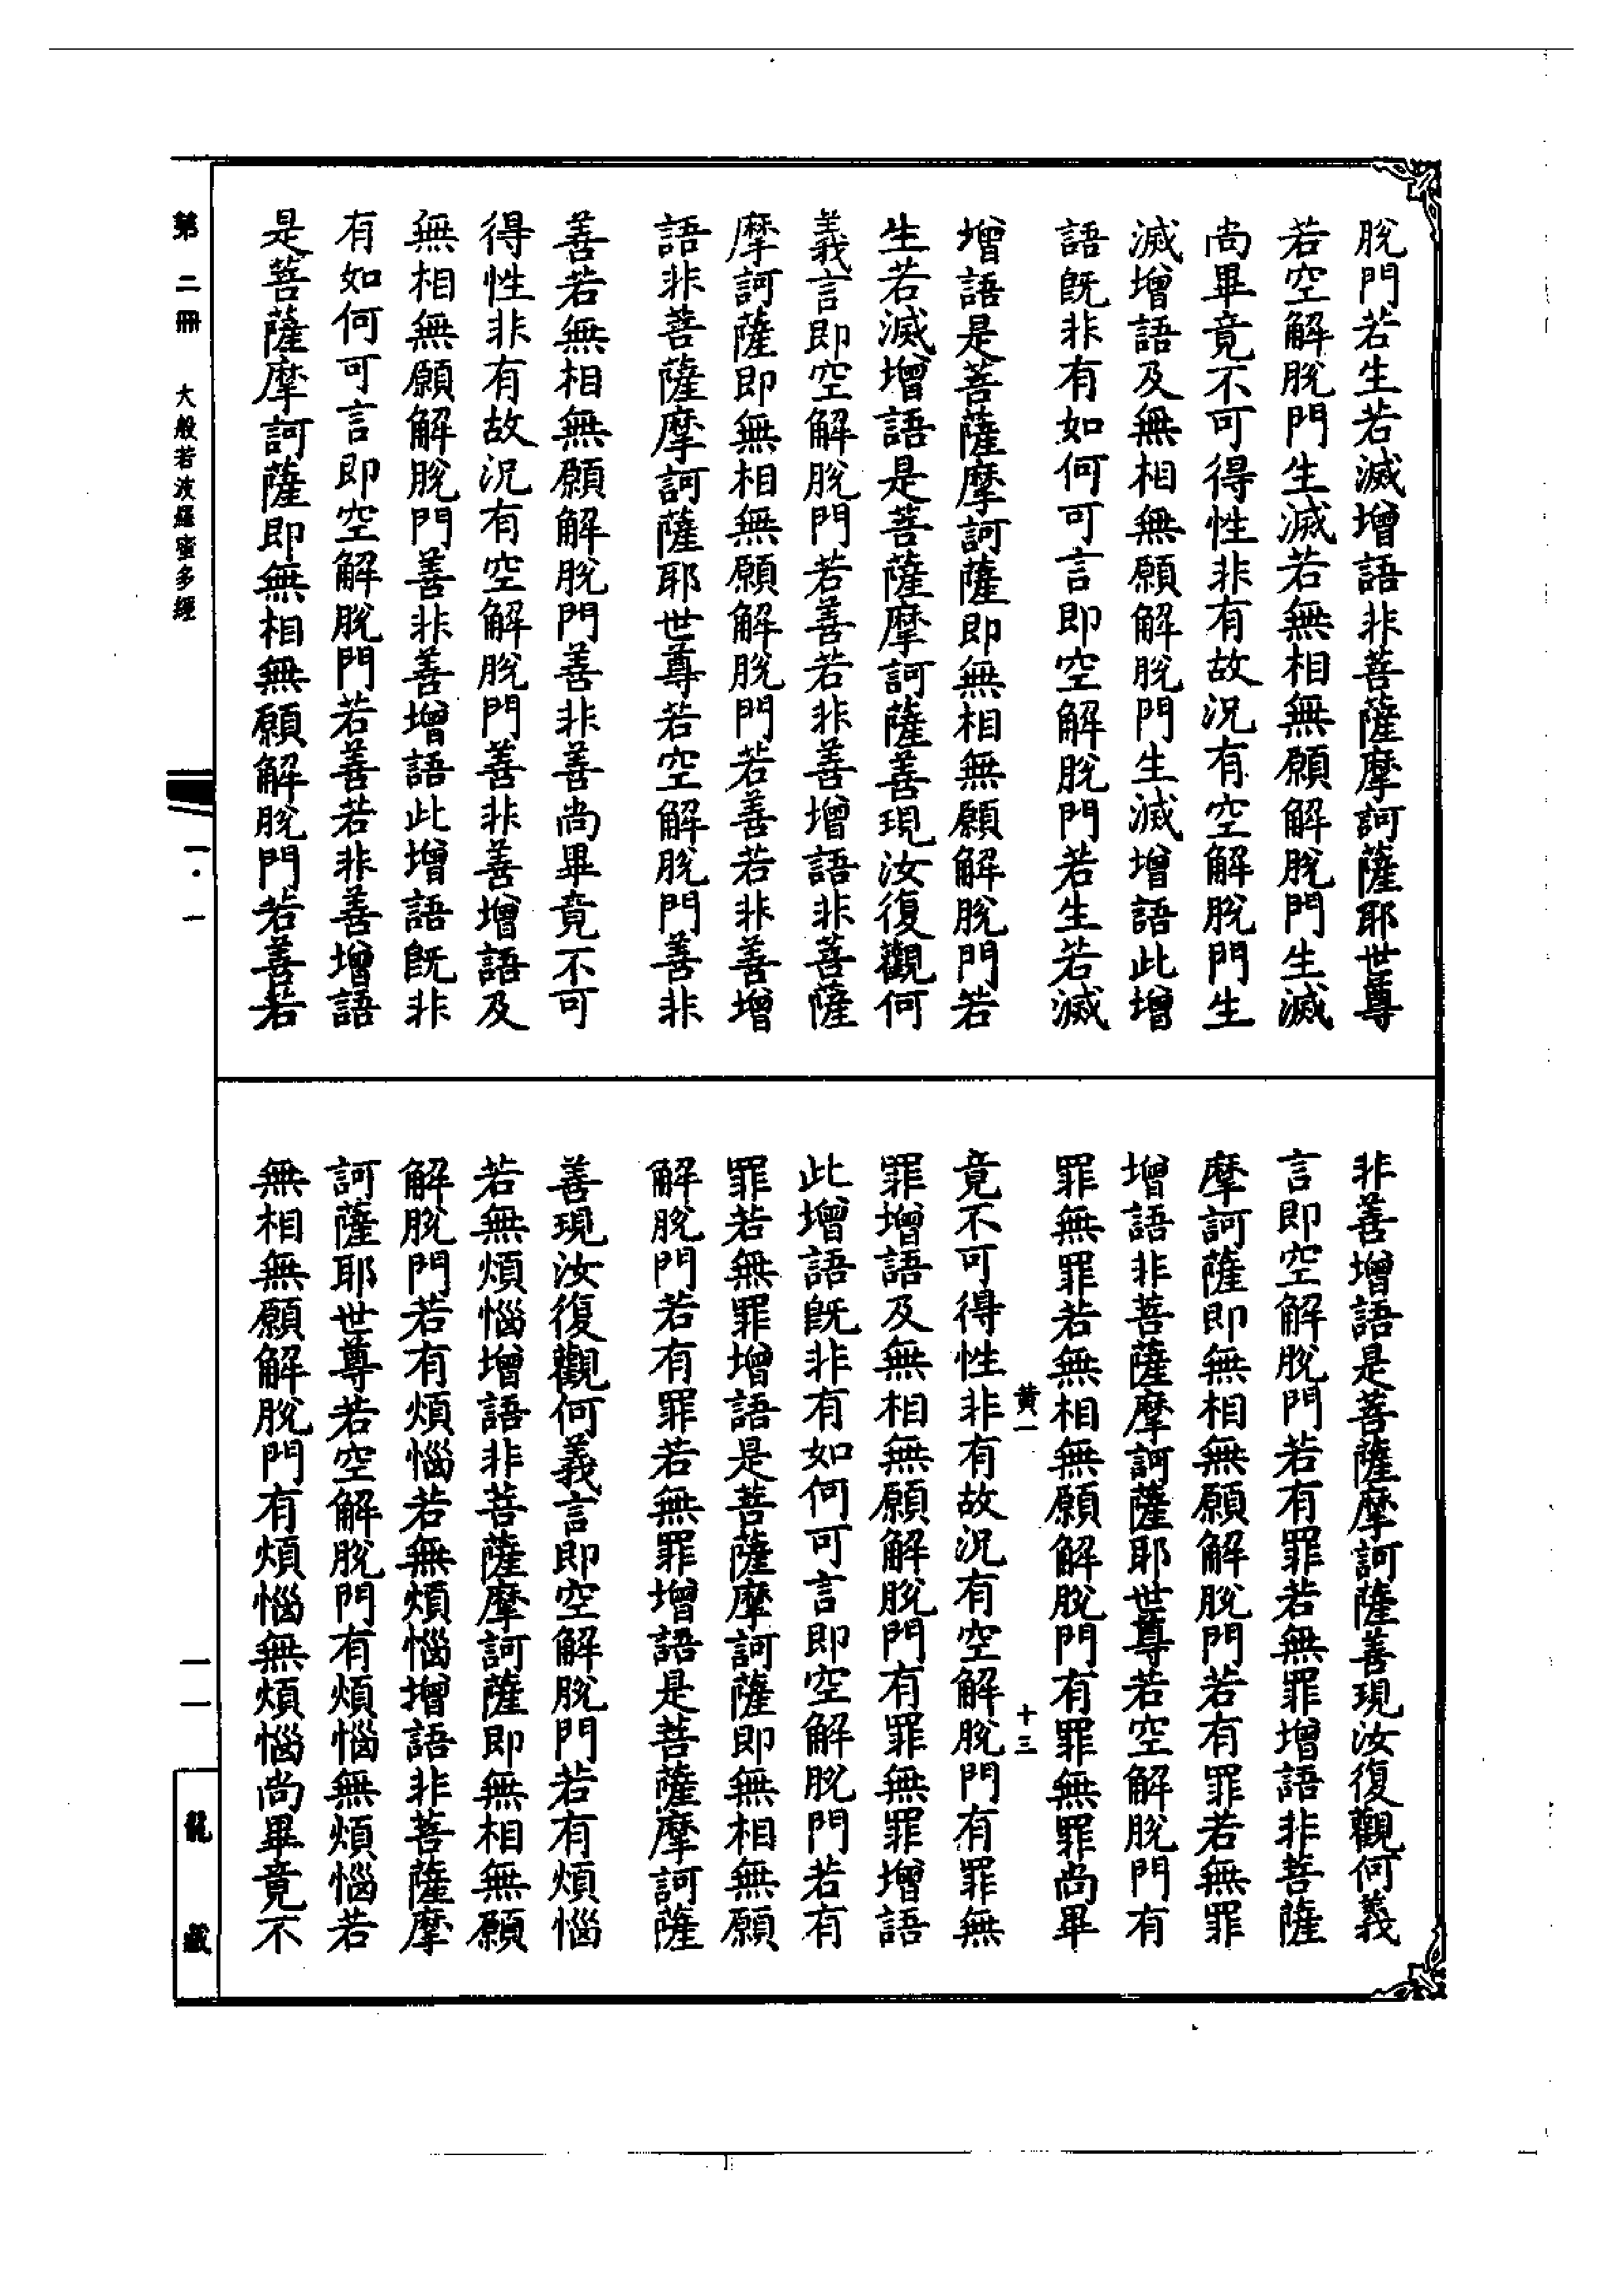 脫門若生若滅增語非菩薩摩訶薩耶世尊
若空解脫門生滅若無相無願解脫門生滅
尚畢竟不可得性非有故況有空解脫門生
滅增語及無相無願解脫門生滅增語此增
語旣非有如何可言即空解脫門若生若滅
增語是菩薩摩訶薩即無相無願解脫門若
生若滅增語是菩薩摩訶薩善現汝復觀何
義言即空解脫門若善若非善增語非菩薩
摩訶薩即無相無願解脫門若善若非善增
語非菩薩摩訶薩耶世尊若空解脫門善非
善若無相無願解脫門善非善尚畢竟不可
得性非有故況有空解脫門善非善增語及
無相無願解脫門善非善增語此增語旣非
有如何可言即空解脫門若善若非善增語
是菩薩摩訶薩即無相無願解脫門若善若
非善增語是菩薩摩訶薩善現汝復觀何義
言即空解脫門若有罪若無罪增語非菩薩
摩訶薩即無相無願解脫門若有罪若無罪
增語非菩薩摩訶薩耶世尊若空解脫門有
罪無罪若無相無願解脫門有罪無罪尚畢
黃一 十三
竟不可得性非有故況有空解脫門有罪無
罪增語及無相無願解脫門有罪無罪增語
此增語旣非有如何可言即空解脫門若有
罪若無罪增語是菩薩摩訶薩即無相無願
解脫門若有罪若無罪增語是菩薩摩訶薩
善現汝復觀何義言即空解脫門若有煩惱
若無煩惱增語非菩薩摩訶薩即無相無願
解脫門若有煩惱若無煩惱增語非菩薩摩
訶薩耶世尊若空解脫門有煩惱無煩惱若
無相無願解脫門有煩惱無煩惱尚畢竟不
第二冊 大般若波羅蜜多經 一·一 一一 龍藏